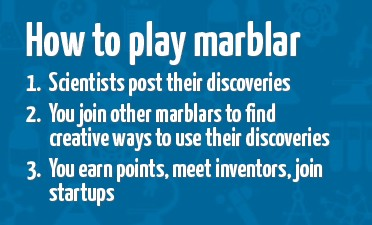 How to play marblar
1. Scientists post their discoveries
2. You join other marblars to find
creative ways to use their discoveries
3. You earn points, meet inventors, join
startups